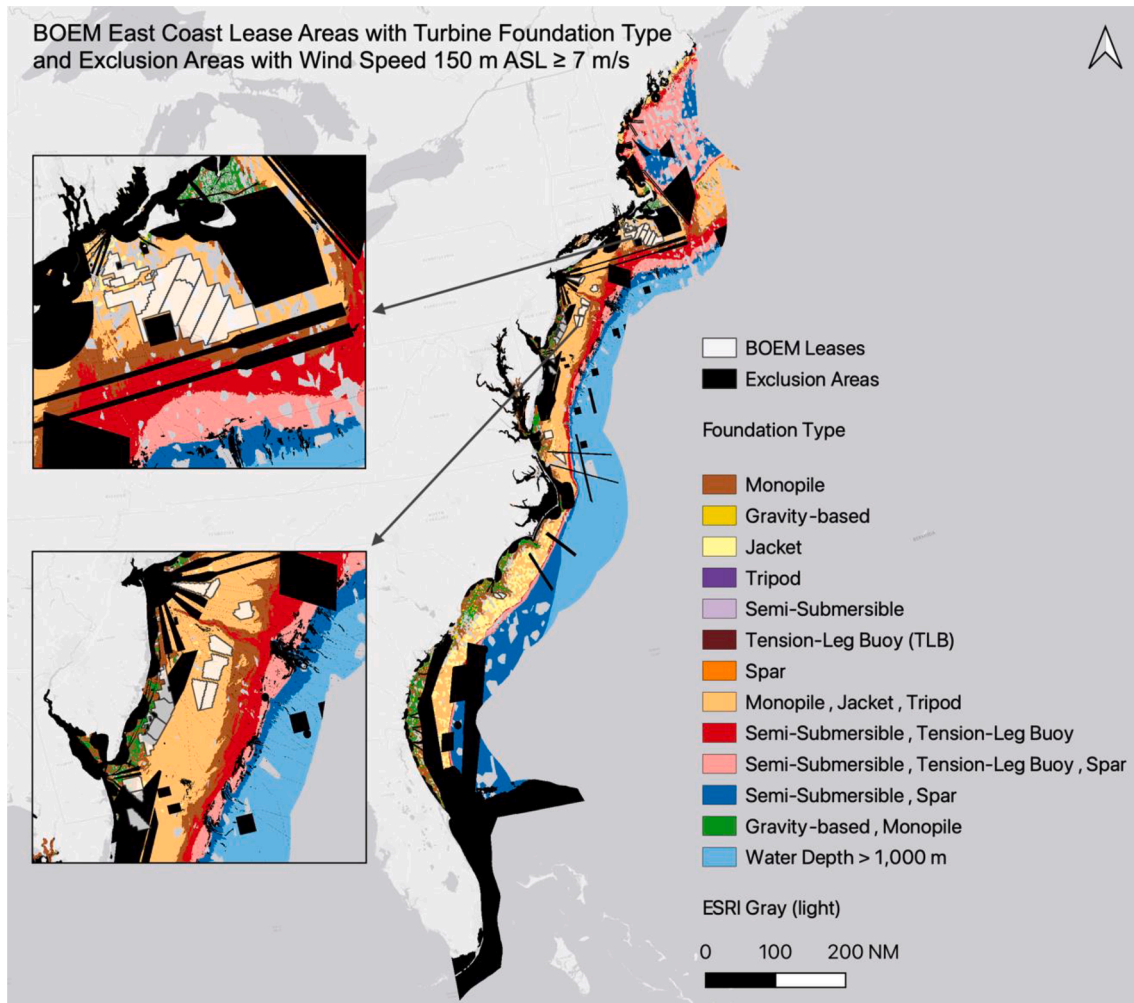 BOEM East Coast Lease Areas with Turbine Foundation Type
and Exclusion Areas with Wind Speed 150 m ASL ≥ 7 m/s
BOEM Leases
Exclusion Areas
Foundation Type
Monopile
Gravity-based
Jacket
Tripod
Semi-Submersible
Tension-Leg Buoy (TLB)
Spar
Monopile , Jacket , Tripod
Semi-Submersible , Tension-Leg Buoy
Semi-Submersible , Tension-Leg Buoy , Spar
Semi-Submersible , Spar
Gravity-based , Monopile
Water Depth > 1,000 m
ESRI Gray (light)
0 100 200 NM